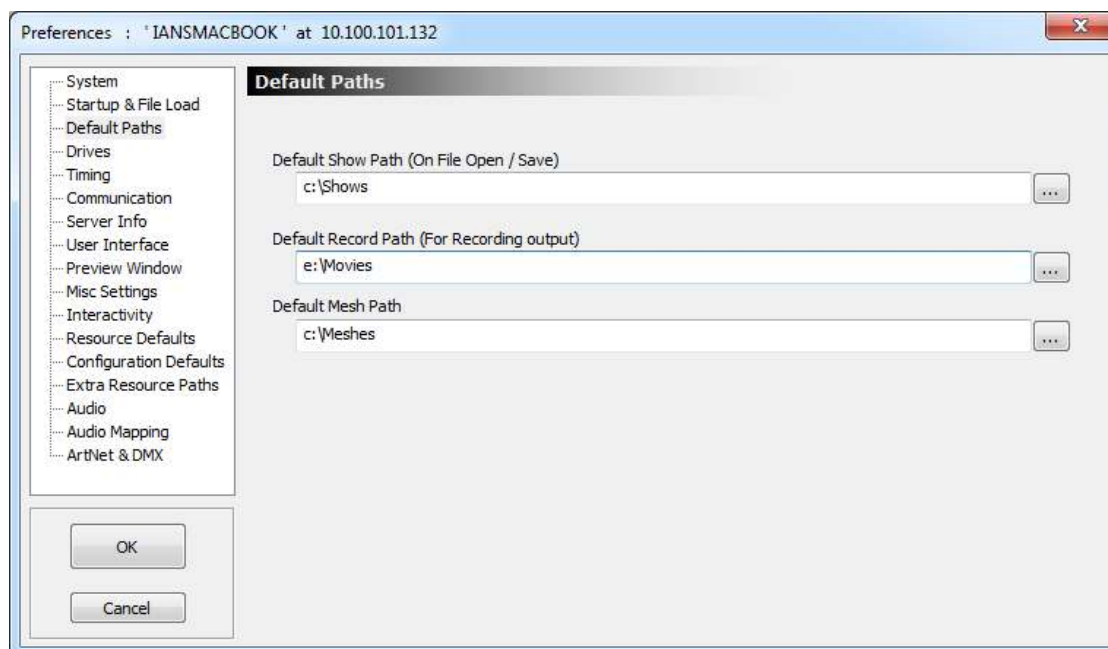 Preferences : 'IANSMACBOOK' at 10.100.101.132
System
Startup & File Load
Default Paths
Drives
Timing
Communication
Server Info
User Interface
Preview Window
Misc Settings
Interactivity
Resource Defaults
Configuration Defaults
Extra Resource Paths
Audio
Audio Mapping
ArtNet & DMX
OK
Cancel
Default Paths
Default Show Path (On File Open / Save)
c:\Shows
...
Default Record Path (For Recording output)
e:\Movies
...
Default Mesh Path
c:\Meshes
...